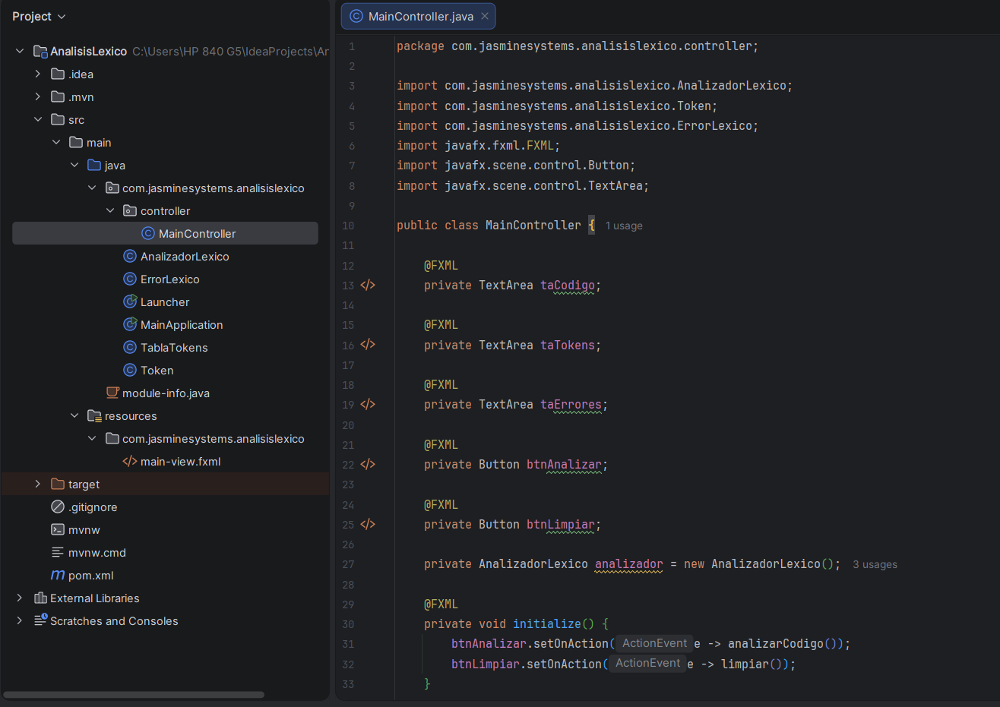 Project
AnalisisLexico C:\Users\HP 840 G5\IdeaProjects\Ar
.idea
.mvn
src
main
java
com.jasminesystems.analisislexico
controller
MainController
AnalizadorLexico
ErrorLexico
Launcher
MainApplication
TablaTokens
Token
module-info.java
resources
com.jasminesystems.analisislexico
main-view.fxml
target
.gitignore
mvnw
mvnw.cmd
pom.xml
External Libraries
Scratches and Consoles
MainController.java
1 package com.jasminesystems.analisislexico.controller;
2
3 import com.jasminesystems.analisislexico.AnalizadorLexico;
4 import com.jasminesystems.analisislexico.Token;
5 import com.jasminesystems.analisislexico.ErrorLexico;
6 import javafx.fxml.FXML;
7 import javafx.scene.control.Button;
8 import javafx.scene.control.TextArea;
9
10 public class MainController { 1 usage
11
12 @FXML
13 </> private TextArea taCodigo;
14
15 @FXML
16 </> private TextArea taTokens;
17
18 @FXML
19 </> private TextArea taErrores;
20
21 @FXML
22 </> private Button btnAnalizar;
23
24 @FXML
25 </> private Button btnLimpiar;
26
27 private AnalizadorLexico analizador = new AnalizadorLexico(); 3 usages
28
29 @FXML
30 private void initialize() {
31 btnAnalizar.setOnAction( ActionEvent e -> analizarCodigo());
32 btnLimpiar.setOnAction( ActionEvent e -> limpiar());
33 }